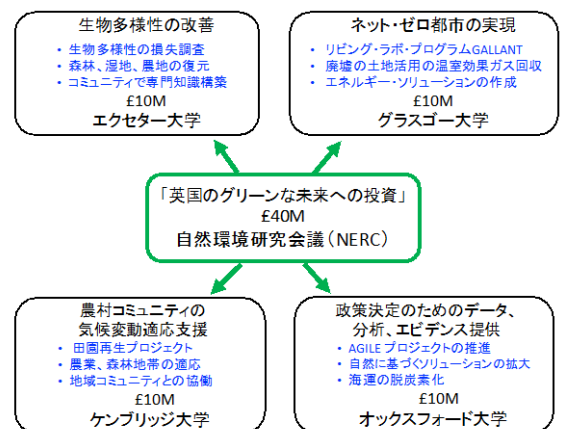 生物多様性の改善
• 生物多様性の損失調査
• 森林、湿地、農地の復元
• コミュニティで専門知識構築
£10M
エクセター大学
ネット・ゼロ都市の実現
• リビング・ラボ・プログラムGALLANT
• 廃墟の土地活用の温室効果ガス回収
• エネルギー・ソリューションの作成
£10M
グラスゴー大学
「英国のグリーンな未来への投資」
£40M
自然環境研究会議（NERC）
農村コミュニティの
気候変動適応支援
• 田園再生プロジェクト
• 農業、森林地帯の適応
• 地域コミュニティとの協働
£10M
ケンブリッジ大学
政策決定のためのデータ、
分析、エビデンス提供
• AGILE プロジェクトの推進
• 自然に基づくソリューションの拡大
• 海運の脱炭素化
£10M
オックスフォード大学